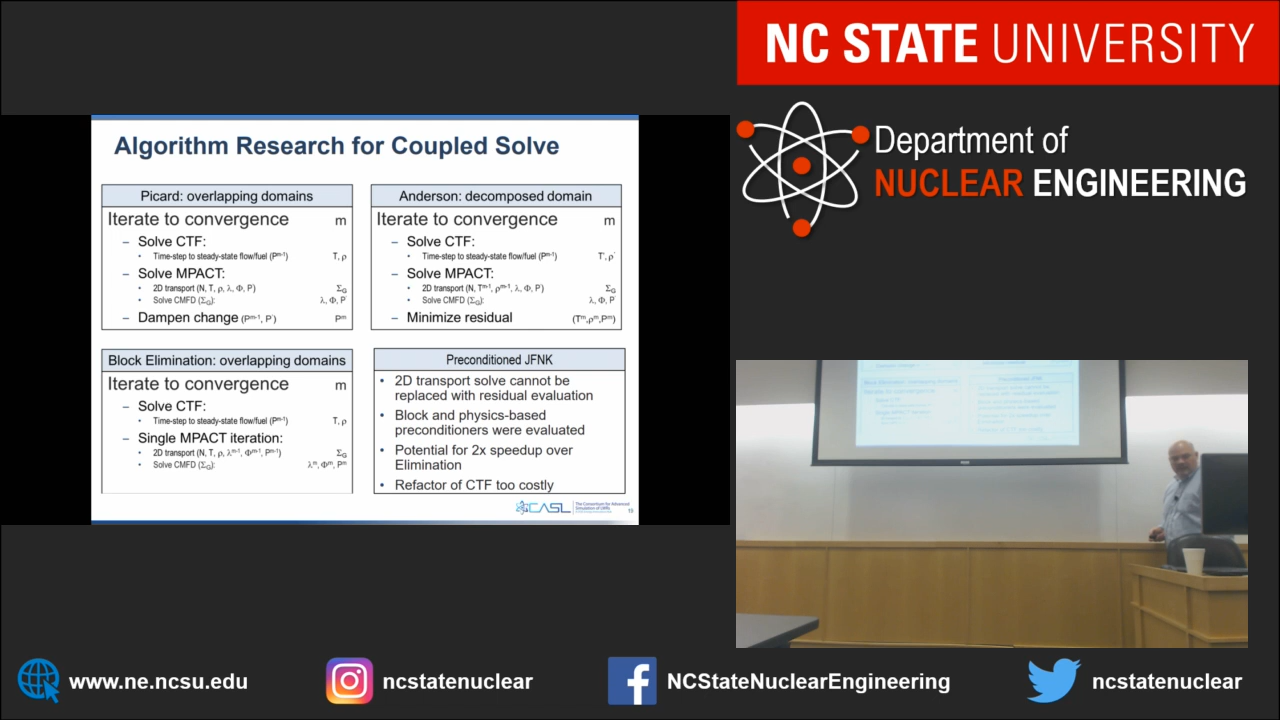 NC STATE UNIVERSITY
Department of
NUCLEAR ENGINEERING
Algorithm Research for Coupled Solve
Picard: overlapping domains
Iterate to convergence m
– Solve CTF:
• Time-step to steady-state flow/fuel (Pᵐ⁻¹) T, ρ
– Solve MPACT:
• 2D transport (N, T, ρ, λ, Φ, P') Σ_G
• Solve CMFD (Σ_G): λ, Φ, P'
– Dampen change (Pᵐ⁻¹, P') Pᵐ
Anderson: decomposed domain
Iterate to convergence m
– Solve CTF:
• Time-step to steady-state flow/fuel (Pᵐ⁻¹) T', ρ'
– Solve MPACT:
• 2D transport (N, Tᵐ⁻¹, ρᵐ⁻¹, λ, Φ, P') Σ_G
• Solve CMFD (Σ_G): λ, Φ, P'
– Minimize residual (Tᵐ,ρᵐ,Pᵐ)
Block Elimination: overlapping domains
Iterate to convergence m
– Solve CTF:
• Time-step to steady-state flow/fuel (Pᵐ⁻¹) T, ρ
– Single MPACT iteration:
• 2D transport (N, T, ρ, λᵐ⁻¹, Φᵐ⁻¹, Pᵐ⁻¹) Σ_G
• Solve CMFD (Σ_G): λᵐ, Φᵐ, Pᵐ
Preconditioned JFNK
• 2D transport solve cannot be
replaced with residual evaluation
• Block and physics-based
preconditioners were evaluated
• Potential for 2x speedup over
Elimination
• Refactor of CTF too costly
CASL
The Consortium for Advanced
Simulation of LWRs
www.ne.ncsu.edu
ncstatenuclear
NCStateNuclearEngineering
ncstatenuclear